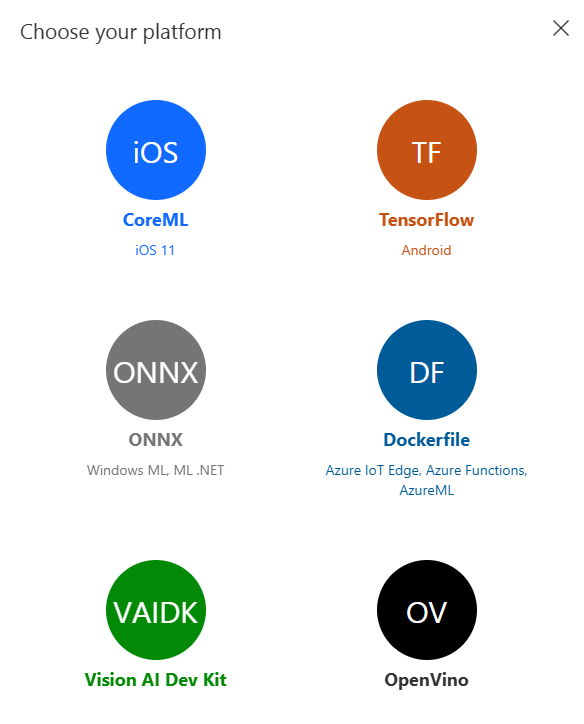 Choose your platform
iOS
TF
CoreML
TensorFlow
iOS 11
Android
ONNX
DF
ONNX
Dockerfile
Windows ML, ML .NET
Azure IoT Edge, Azure Functions,
AzureML
VAIDK
OV
Vision AI Dev Kit
OpenVino